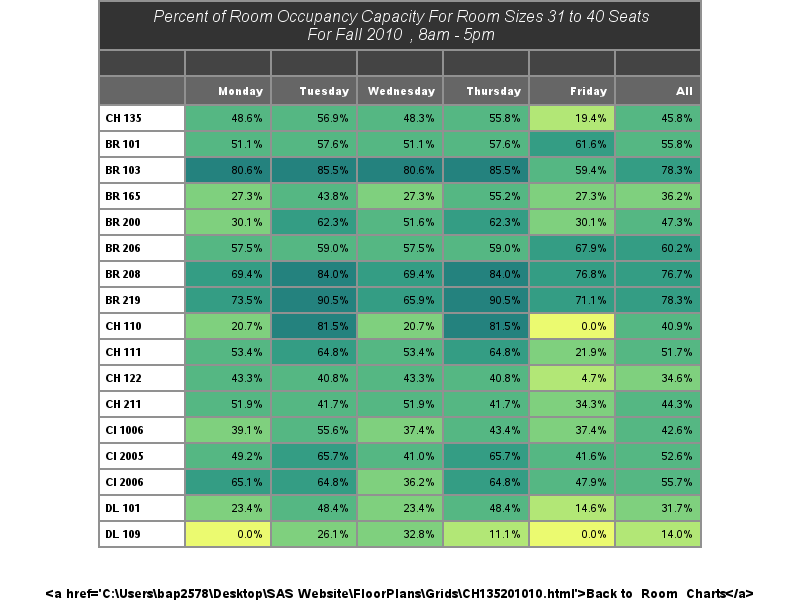 Percent of Room Occupancy Capacity For Room Sizes 31 to 40 Seats
For Fall 2010 , 8am - 5pm
Monday Tuesday Wednesday Thursday Friday All
CH 135 48.6% 56.9% 48.3% 55.8% 19.4% 45.8%
BR 101 51.1% 57.6% 51.1% 57.6% 61.6% 55.8%
BR 103 80.6% 85.5% 80.6% 85.5% 59.4% 78.3%
BR 165 27.3% 43.8% 27.3% 55.2% 27.3% 36.2%
BR 200 30.1% 62.3% 51.6% 62.3% 30.1% 47.3%
BR 206 57.5% 59.0% 57.5% 59.0% 67.9% 60.2%
BR 208 69.4% 84.0% 69.4% 84.0% 76.8% 76.7%
BR 219 73.5% 90.5% 65.9% 90.5% 71.1% 78.3%
CH 110 20.7% 81.5% 20.7% 81.5% 0.0% 40.9%
CH 111 53.4% 64.8% 53.4% 64.8% 21.9% 51.7%
CH 122 43.3% 40.8% 43.3% 40.8% 4.7% 34.6%
CH 211 51.9% 41.7% 51.9% 41.7% 34.3% 44.3%
CI 1006 39.1% 55.6% 37.4% 43.4% 37.4% 42.6%
CI 2005 49.2% 65.7% 41.0% 65.7% 41.6% 52.6%
CI 2006 65.1% 64.8% 36.2% 64.8% 47.9% 55.7%
DL 101 23.4% 48.4% 23.4% 48.4% 14.6% 31.7%
DL 109 0.0% 26.1% 32.8% 11.1% 0.0% 14.0%
<a href='C:\Users\bap2578\Desktop\SAS Website\FloorPlans\Grids\CH135201010.html'>Back to Room Charts</a>